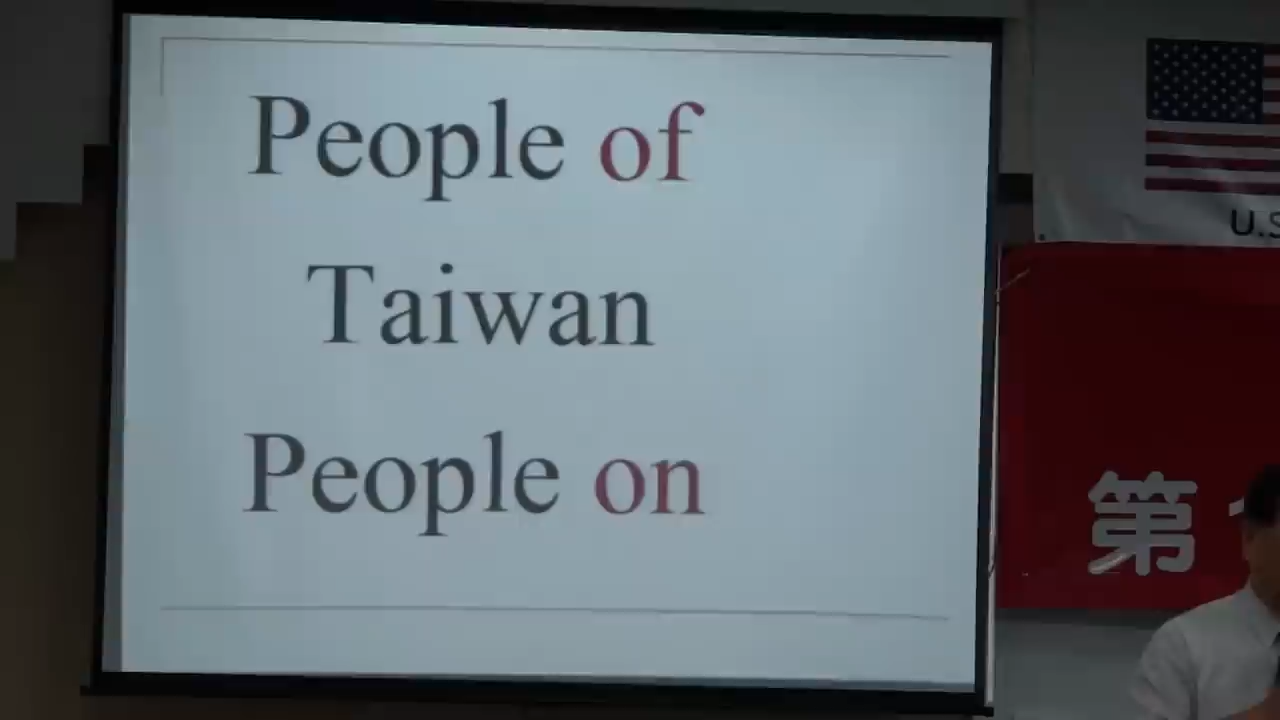 People of
Taiwan
People on
U.S
第